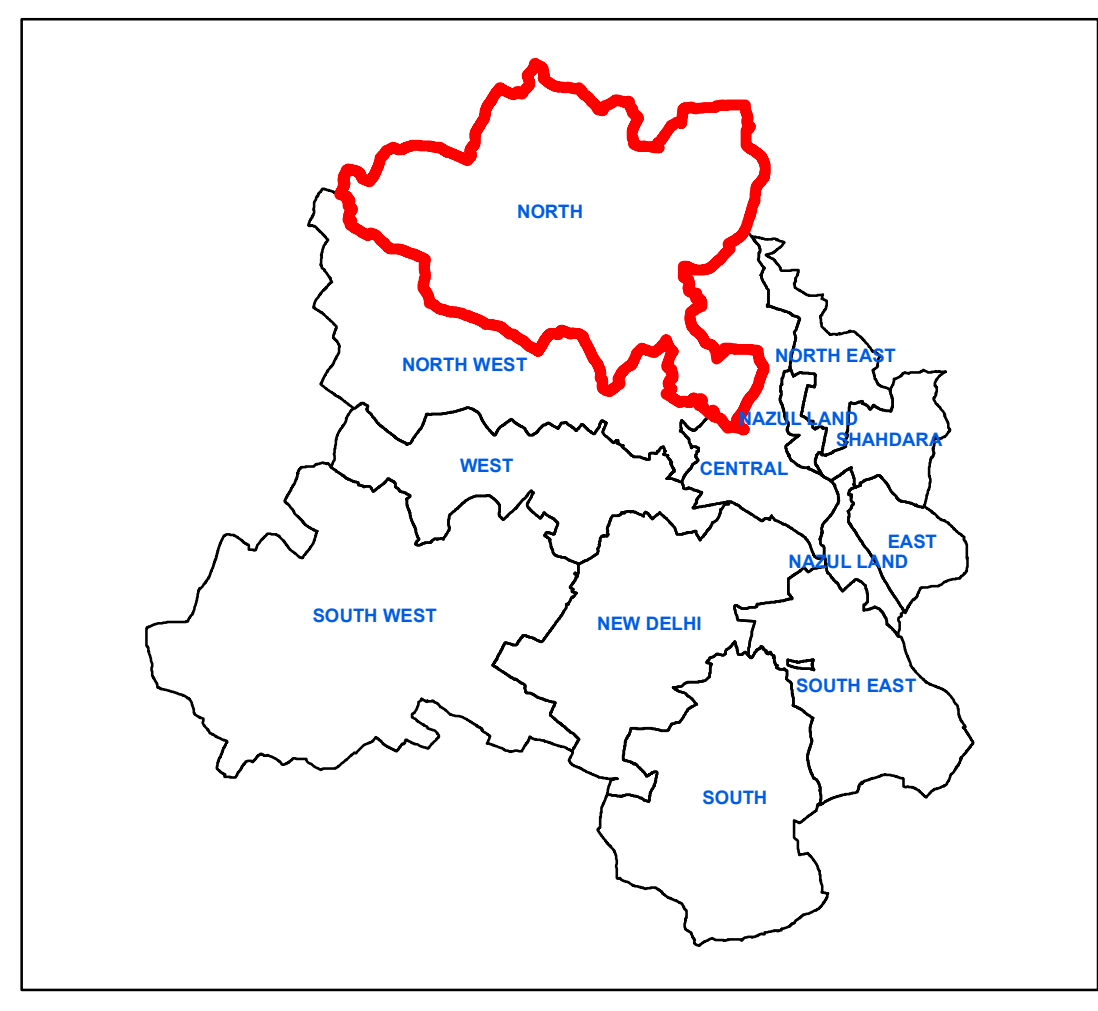 NORTH
NORTH EAST
NORTH WEST
NAZUL LAND
SHAHDARA
WEST
CENTRAL
EAST
NAZUL LAND
SOUTH WEST
NEW DELHI
SOUTH EAST
SOUTH